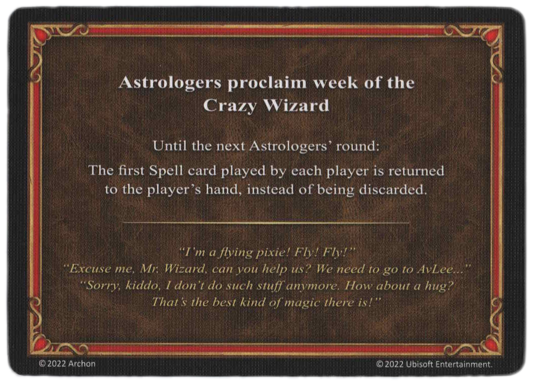 Astrologers proclaim week of the
Crazy Wizard
Until the next Astrologers' round:
The first Spell card played by each player is returned
to the player's hand, instead of being discarded.
"I'm a flying pixie! Fly! Fly!"
"Excuse me, Mr. Wizard, can you help us? We need to go to AvLee..."
"Sorry, kiddo, I don't do such stuff anymore. How about a hug?
That's the best kind of magic there is!"
© 2022 Archon
© 2022 Ubisoft Entertainment.